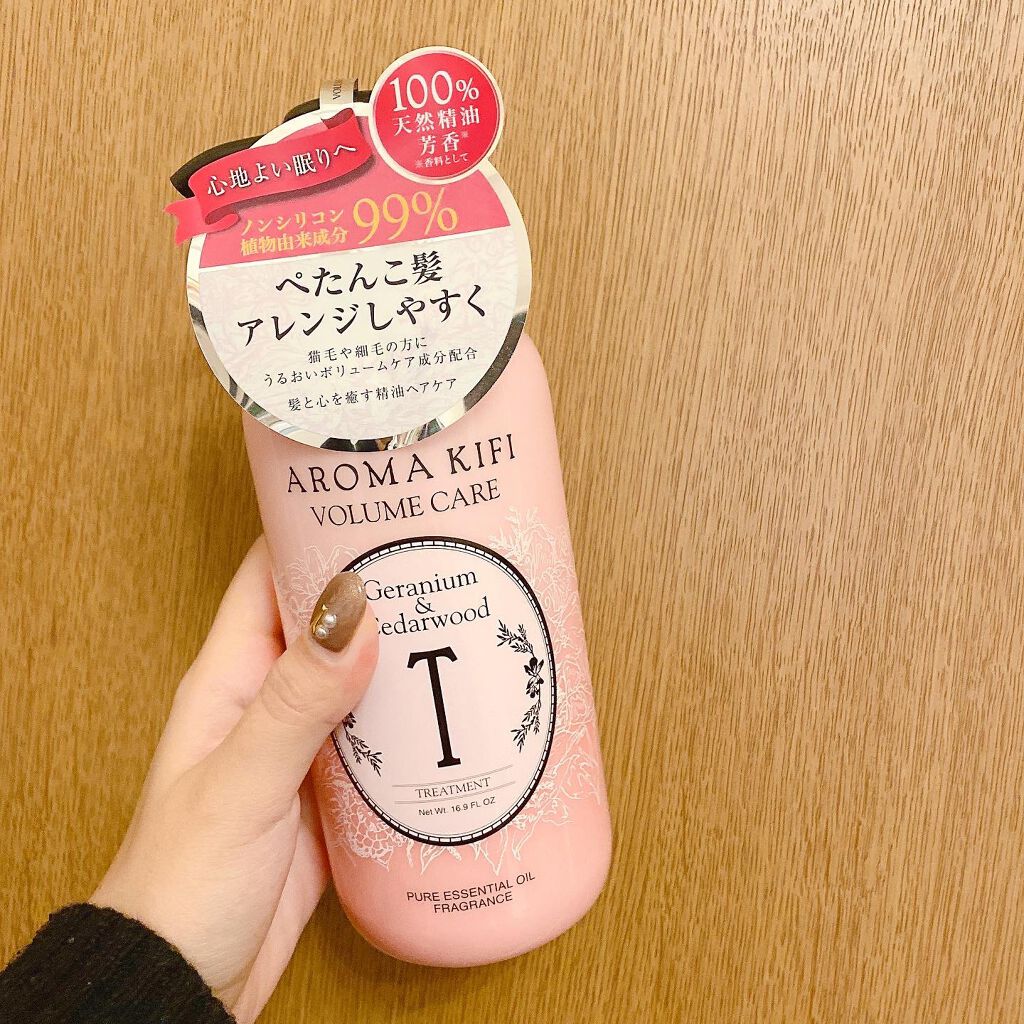 100%
天然精油
芳香※
※香料として
心地よい眠りへ
ノンシリコン
植物由来成分 99%
ぺたんこ髪
アレンジしやすく
猫毛や細毛の方に
うるおいボリュームケア成分配合
髪と心を癒す精油ヘアケア
AROMA KIFI
VOLUME CARE
Geranium
&
Cedarwood
T
TREATMENT
Net Wt. 16.9 FL OZ
PURE ESSENTIAL OIL
FRAGRANCE